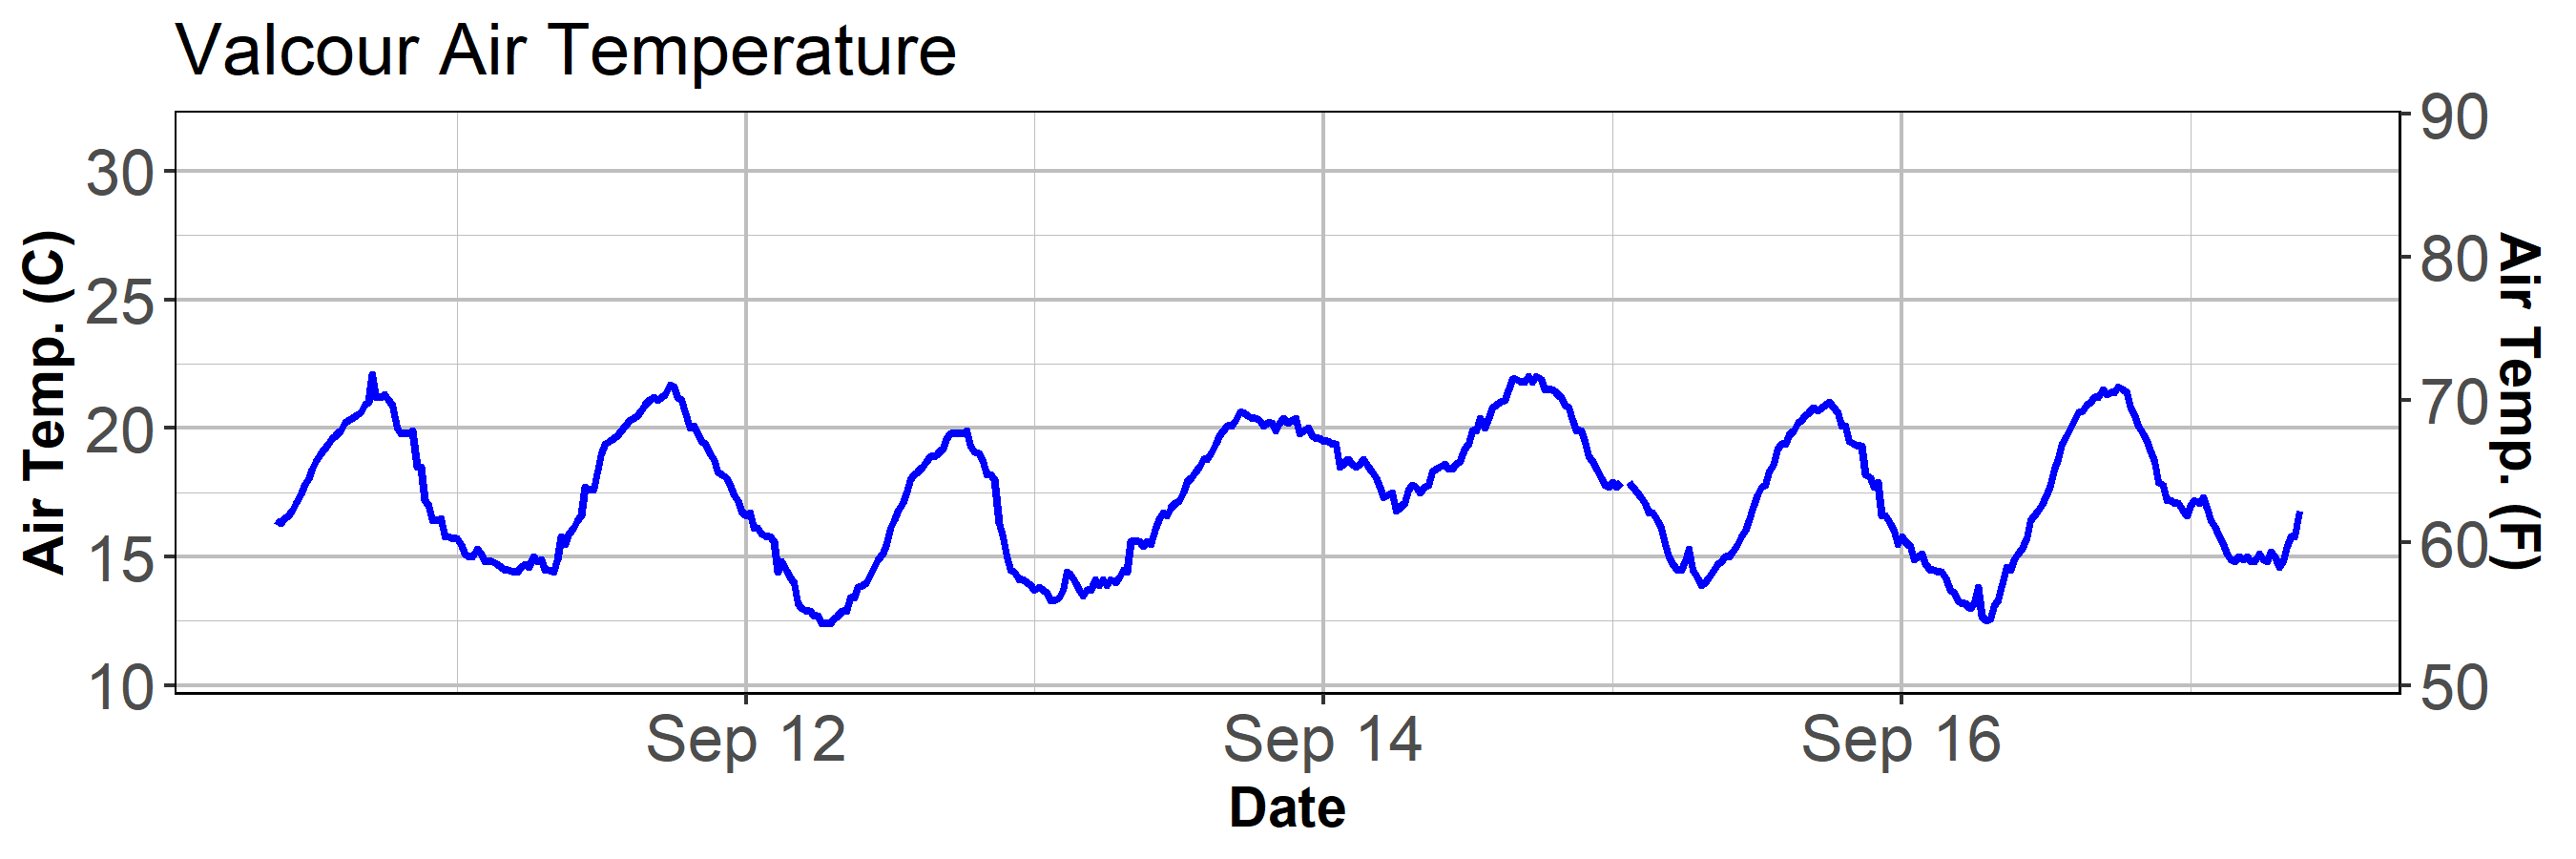 Valcour Air Temperature
Air Temp. (C)
30
25
20
15
10
90
80
70
60
50
Air Temp. (F)
Sep 12
Sep 14
Sep 16
Date